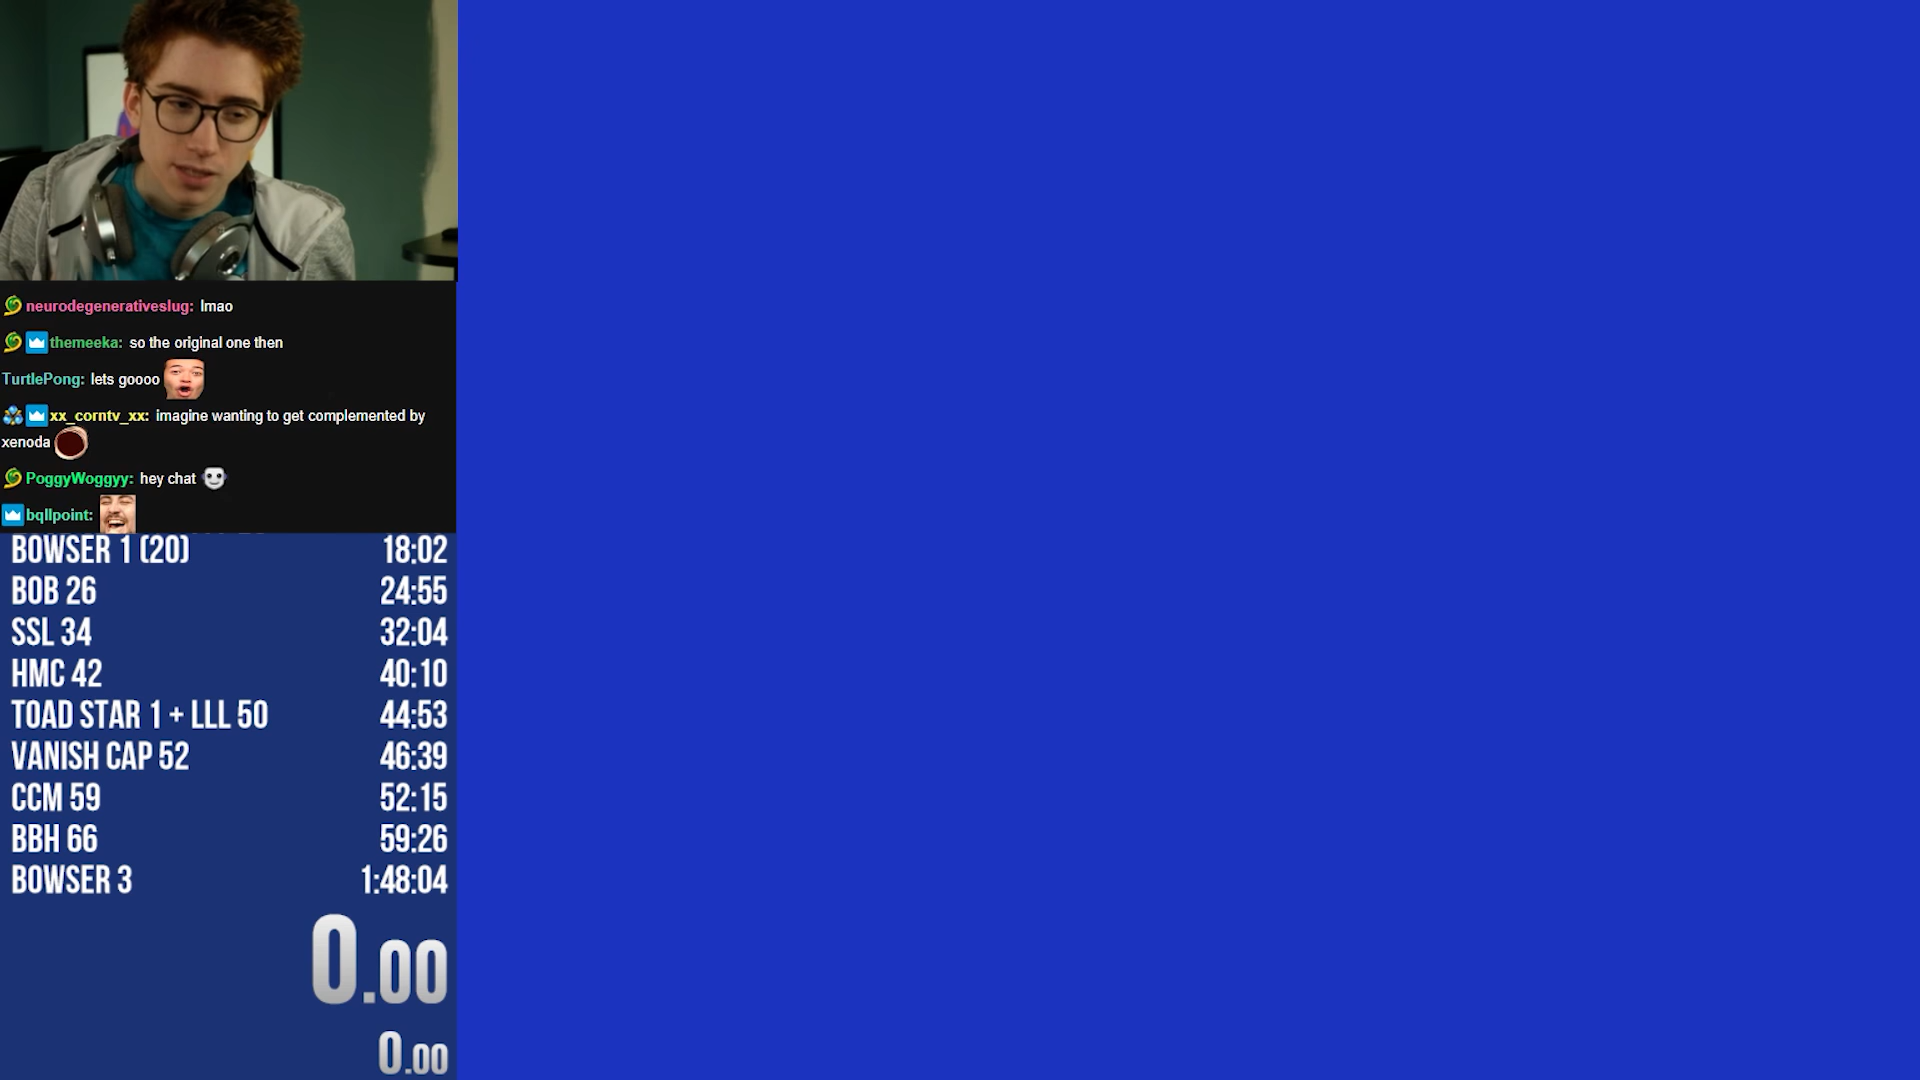 neurodegenerativeslug: lmao
themeeka: so the original one then
TurtlePong: lets goooo
xx_corntv_xx: imagine wanting to get complemented by
xenoda
PoggyWoggyy: hey chat
bqllpoint:
BOWSER 1 (20) 18:02
BOB 26 24:55
SSL 34 32:04
HMC 42 40:10
TOAD STAR 1 + LLL 50 44:53
VANISH CAP 52 46:39
CCM 59 52:15
BBH 66 59:26
BOWSER 3 1:48:04
0.00
0.00